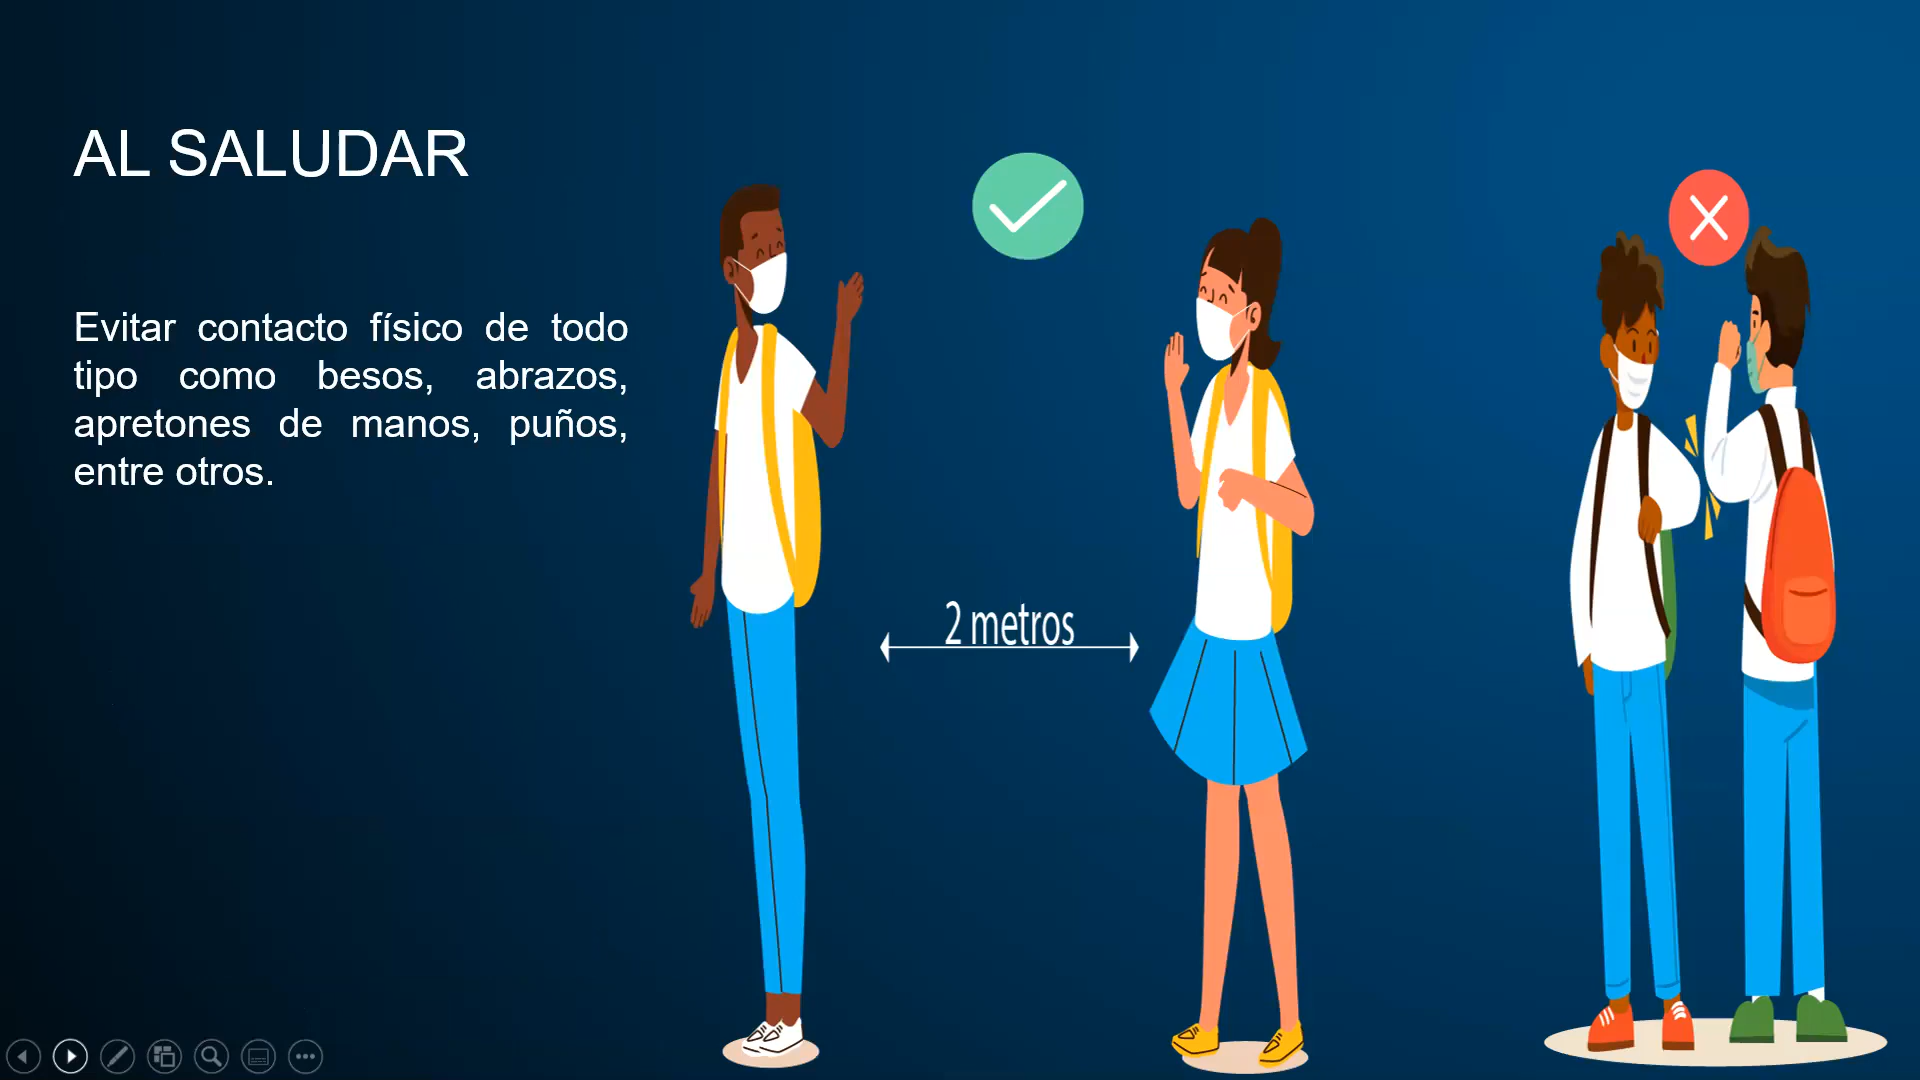 AL SALUDAR
Evitar contacto físico de todo
tipo como besos, abrazos,
apretones de manos, puños,
entre otros.
2 metros